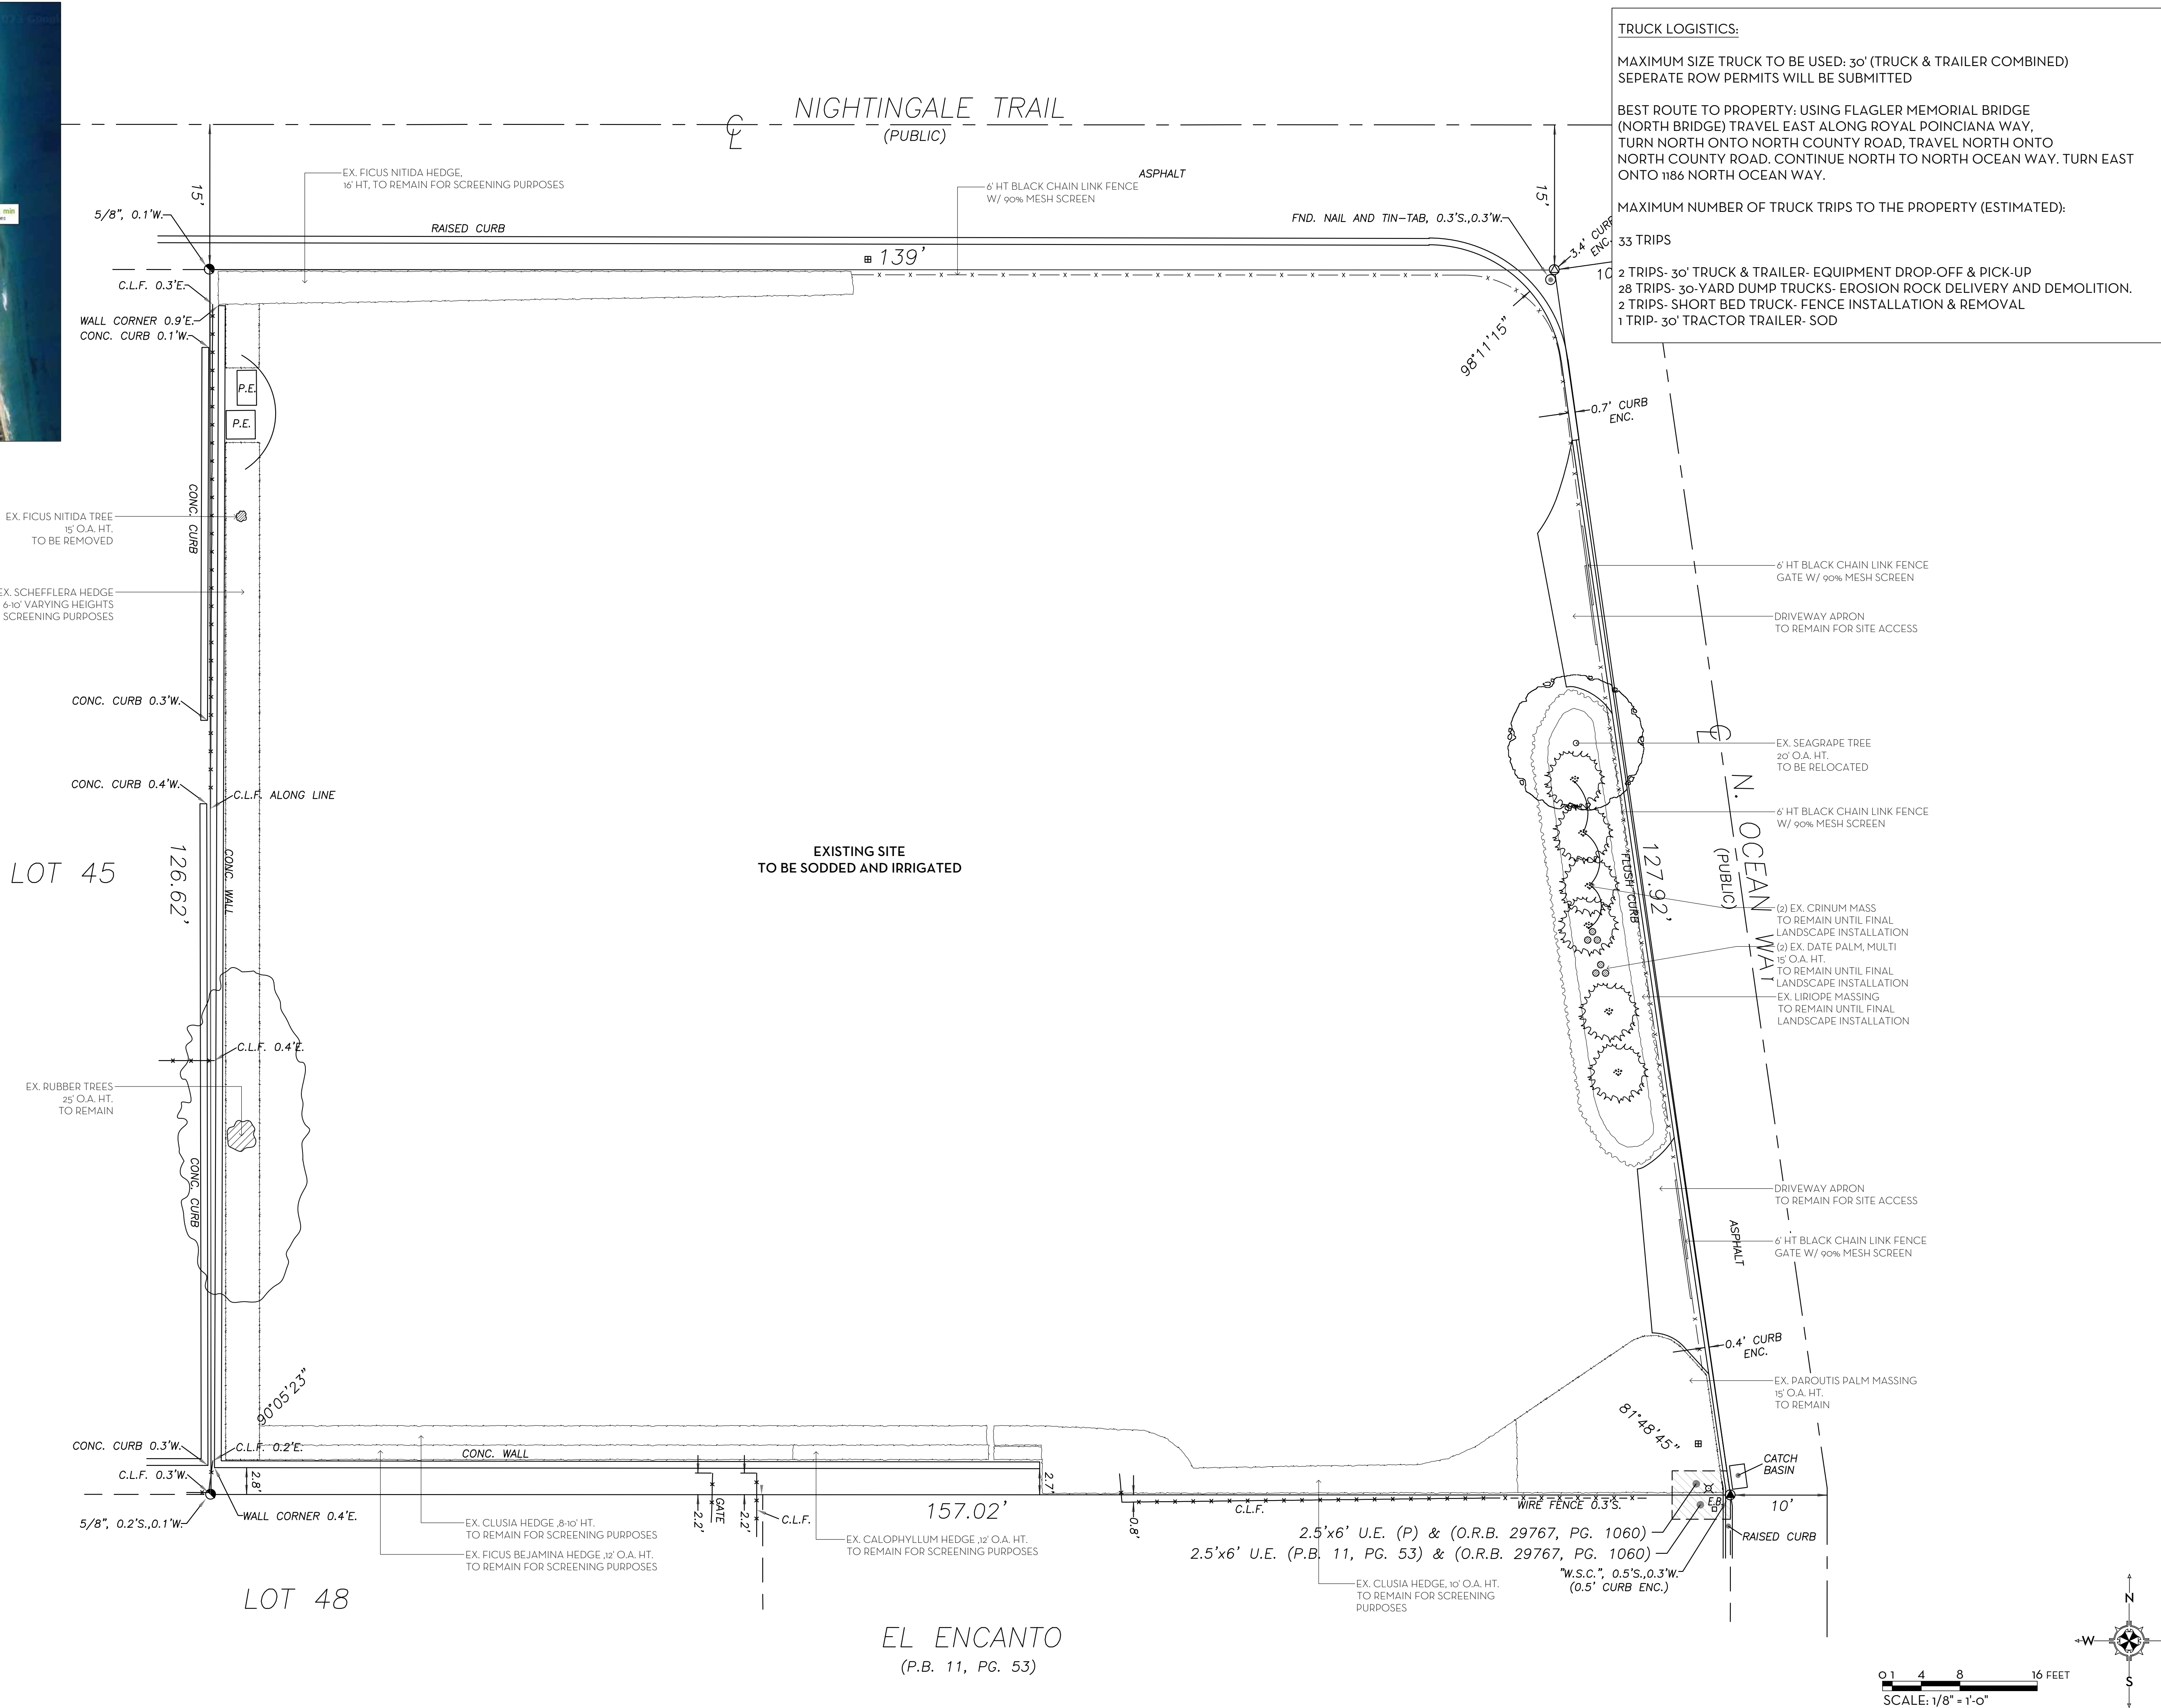 TRUCK LOGISTICS:
MAXIMUM SIZE TRUCK TO BE USED: 30' (TRUCK & TRAILER COMBINED)
SEPERATE ROW PERMITS WILL BE SUBMITTED
BEST ROUTE TO PROPERTY: USING FLAGLER MEMORIAL BRIDGE
(NORTH BRIDGE) TRAVEL EAST ALONG ROYAL POINCIANA WAY,
TURN NORTH ONTO NORTH COUNTY ROAD, TRAVEL NORTH ONTO
NORTH COUNTY ROAD. CONTINUE NORTH TO NORTH OCEAN WAY. TURN EAST
ONTO 1186 NORTH OCEAN WAY.
MAXIMUM NUMBER OF TRUCK TRIPS TO THE PROPERTY (ESTIMATED):
33 TRIPS
2 TRIPS- 30' TRUCK & TRAILER- EQUIPMENT DROP-OFF & PICK-UP
28 TRIPS- 30-YARD DUMP TRUCKS- EROSION ROCK DELIVERY AND DEMOLITION.
2 TRIPS- SHORT BED TRUCK- FENCE INSTALLATION & REMOVAL
1 TRIP- 30' TRACTOR TRAILER- SOD
min
NIGHTINGALE TRAIL
(PUBLIC)
℄
15'
15'
EX. FICUS NITIDA HEDGE,
16' HT, TO REMAIN FOR SCREENING PURPOSES
6' HT BLACK CHAIN LINK FENCE
W/ 90% MESH SCREEN
ASPHALT
5/8", 0.1'W.
RAISED CURB
FND. NAIL AND TIN-TAB, 0.3'S.,0.3'W.
3.4' CURB
ENC.
10
139'
C.L.F. 0.3'E.
WALL CORNER 0.9'E.
CONC. CURB 0.1'W.
98°11'15"
P.E.
P.E.
0.7' CURB
ENC.
CONC. CURB
EX. FICUS NITIDA TREE
15' O.A. HT.
TO BE REMOVED
EX. SCHEFFLERA HEDGE
6-10' VARYING HEIGHTS
SCREENING PURPOSES
6' HT BLACK CHAIN LINK FENCE
GATE W/ 90% MESH SCREEN
DRIVEWAY APRON
TO REMAIN FOR SITE ACCESS
CONC. CURB 0.3'W.
EX. SEAGRAPE TREE
20' O.A. HT.
TO BE RELOCATED
℄
N. OCEAN WAY
(PUBLIC)
CONC. CURB 0.4'W.
C.L.F. ALONG LINE
6' HT BLACK CHAIN LINK FENCE
W/ 90% MESH SCREEN
LOT 45
126.62'
CONC. WALL
EXISTING SITE
TO BE SODDED AND IRRIGATED
FLUSH CURB
127.92'
(2) EX. CRINUM MASS
TO REMAIN UNTIL FINAL
LANDSCAPE INSTALLATION
(2) EX. DATE PALM, MULTI
15' O.A. HT.
TO REMAIN UNTIL FINAL
LANDSCAPE INSTALLATION
EX. LIRIOPE MASSING
TO REMAIN UNTIL FINAL
LANDSCAPE INSTALLATION
C.L.F. 0.4'E.
EX. RUBBER TREES
25' O.A. HT.
TO REMAIN
CONC. CURB
DRIVEWAY APRON
TO REMAIN FOR SITE ACCESS
ASPHALT
6' HT BLACK CHAIN LINK FENCE
GATE W/ 90% MESH SCREEN
0.4' CURB
ENC.
EX. PAROUTIS PALM MASSING
15' O.A. HT.
TO REMAIN
90°05'23"
81°48'45"
CONC. CURB 0.3'W.
C.L.F. 0.2'E.
CONC. WALL
C.L.F. 0.3'W.
2.8'
2.7'
CATCH
BASIN
5/8", 0.2'S.,0.1'W.
WALL CORNER 0.4'E.
2.2'
GATE
2.2'
C.L.F.
157.02'
0.8'
C.L.F.
WIRE FENCE 0.3'S.
E.B.
10'
EX. CLUSIA HEDGE ,8-10' HT.
TO REMAIN FOR SCREENING PURPOSES
EX. FICUS BEJAMINA HEDGE ,12' O.A. HT.
TO REMAIN FOR SCREENING PURPOSES
EX. CALOPHYLLUM HEDGE ,12' O.A. HT.
TO REMAIN FOR SCREENING PURPOSES
2.5'x6' U.E. (P) & (O.R.B. 29767, PG. 1060)
2.5'x6' U.E. (P.B. 11, PG. 53) & (O.R.B. 29767, PG. 1060)
RAISED CURB
"W.S.C.", 0.5'S.,0.3'W.
(0.5' CURB ENC.)
EX. CLUSIA HEDGE, 10' O.A. HT.
TO REMAIN FOR SCREENING
PURPOSES
LOT 48
EL ENCANTO
(P.B. 11, PG. 53)
N
W
S
0 1 4 8 16 FEET
SCALE: 1/8" = 1'-0"